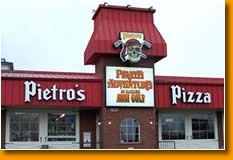 Pietro's
PIRATE
ADVENTURE
MINI GOLF
Pizza